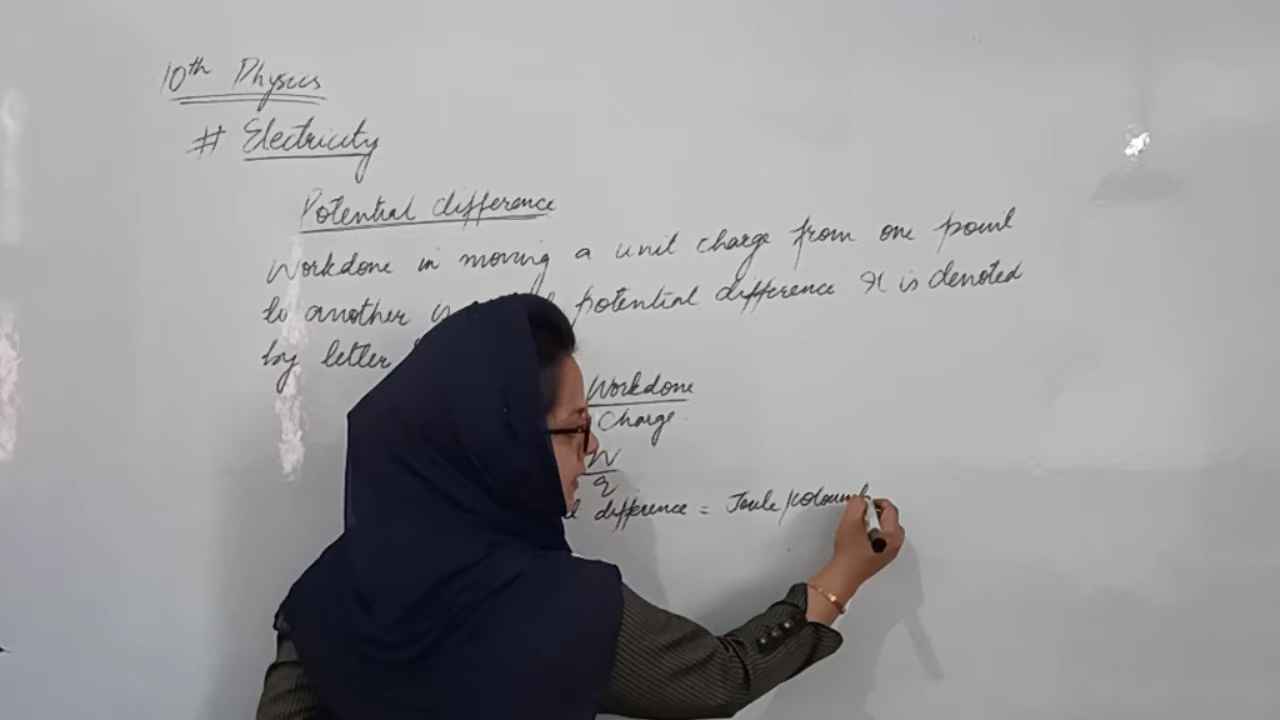 10th Physics
# Electricity
Potential difference
Workdone in moving a unit charge from one point
to another is potential difference It is denoted
by letter
Workdone
Charge
W
q
difference = Joule/coloumb